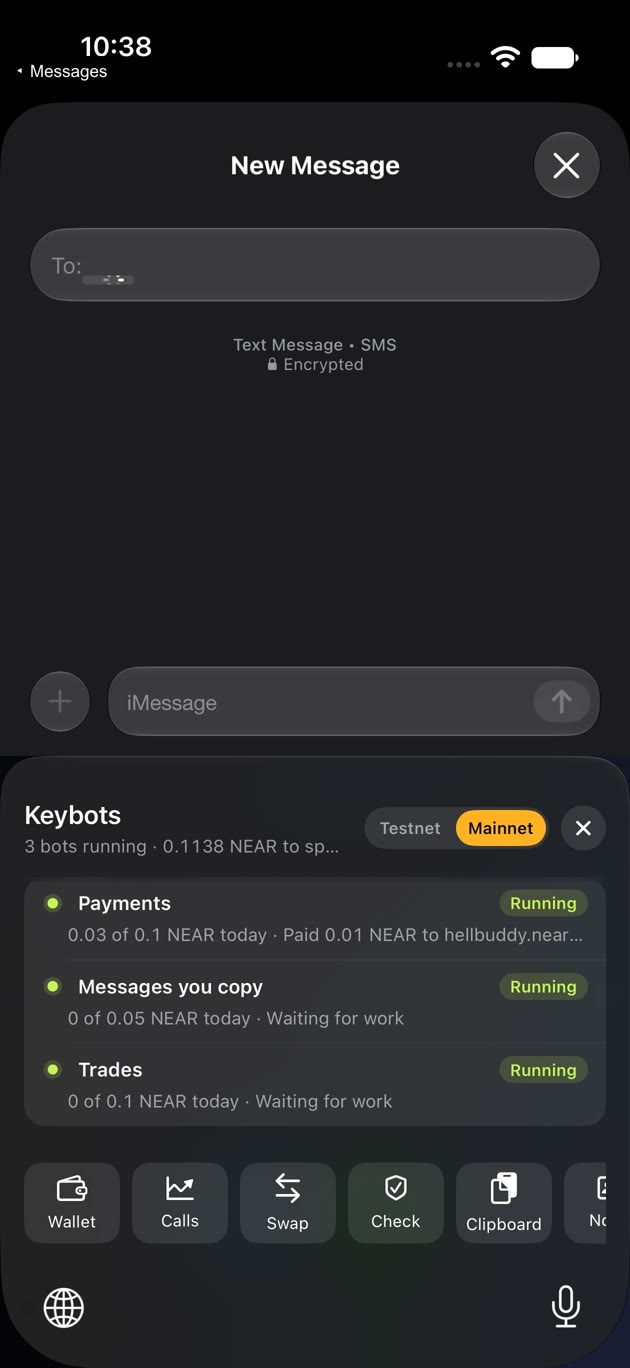 10:38
Messages
New Message
To:
Text Message • SMS
Encrypted
iMessage
Keybots
3 bots running · 0.1138 NEAR to sp...
Testnet
Mainnet
Payments
Running
0.03 of 0.1 NEAR today · Paid 0.01 NEAR to hellbuddy.near...
Messages you copy
Running
0 of 0.05 NEAR today · Waiting for work
Trades
Running
0 of 0.1 NEAR today · Waiting for work
Wallet
Calls
Swap
Check
Clipboard